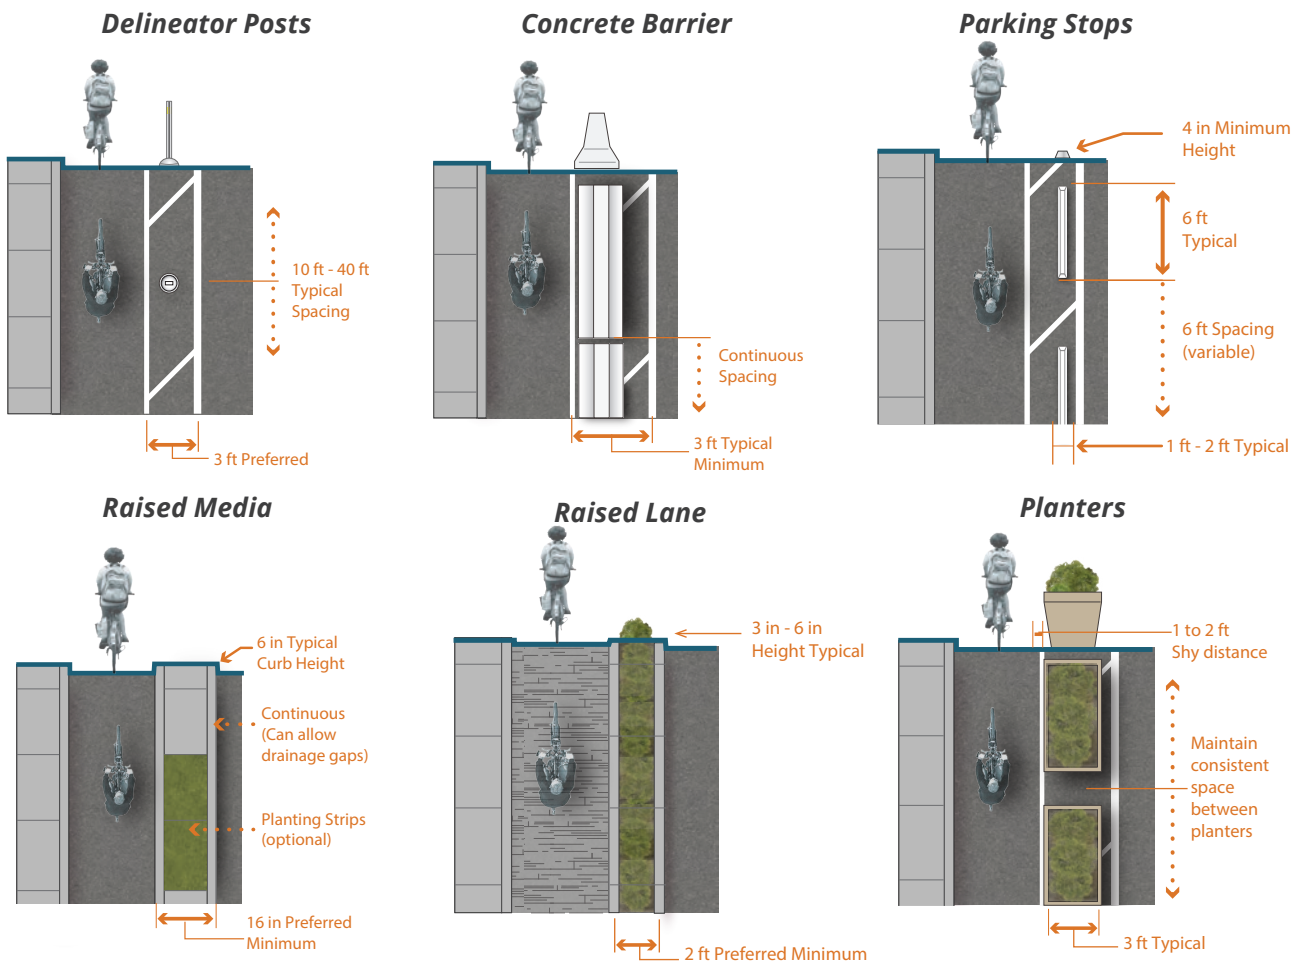 Delineator Posts
10 ft - 40 ft
Typical
Spacing
3 ft Preferred
Concrete Barrier
Continuous
Spacing
3 ft Typical
Minimum
Parking Stops
4 in Minimum
Height
6 ft
Typical
6 ft Spacing
(variable)
1 ft - 2 ft Typical
Raised Media
6 in Typical
Curb Height
Continuous
(Can allow
drainage gaps)
Planting Strips
(optional)
16 in Preferred
Minimum
Raised Lane
3 in - 6 in
Height Typical
2 ft Preferred Minimum
Planters
1 to 2 ft
Shy distance
Maintain
consistent
space
between
planters
3 ft Typical